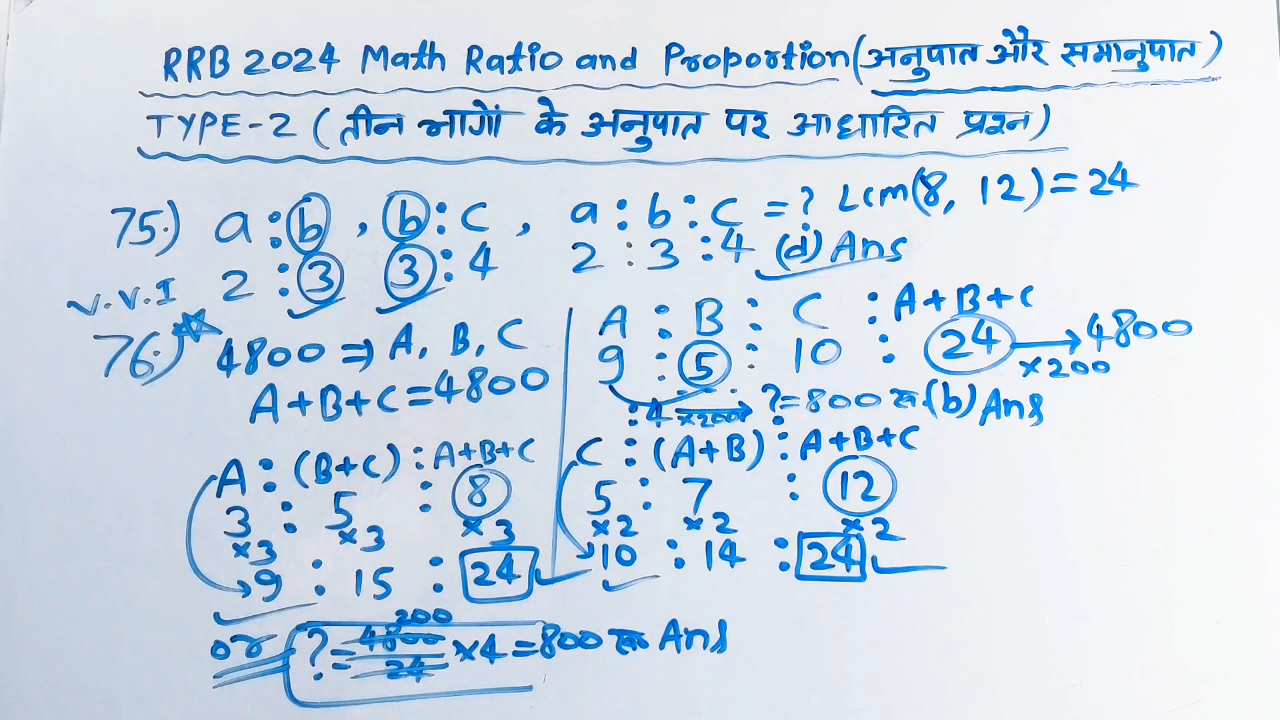 RRB 2024 Math Ratio and Proportion (अनुपात और समानुपात)
TYPE-2 (तीन भागों के अनुपात पर आधारित प्रश्न)
75.) a : b , b : c , a : b : c = ? Lcm(8, 12) = 24
2 : 3 3 : 4 2 : 3 : 4 (d) Ans
V.V.I
76.) 4800 ⇒ A, B, C
A+B+C = 4800
A : (B+C) : A+B+C
3 : 5 : 8
×3 ×3 ×3
9 : 15 : 24
A : B : C : A+B+C
9 : 5 : 10 : 24 → 4800
×200
: 4 ×200 → ? = 800 रू. (b) Ans
C : (A+B) : A+B+C
5 : 7 : 12
×2 ×2 ×2
10 : 14 : 24
200
or ? = 4800/24 ×4 = 800 रू Ans